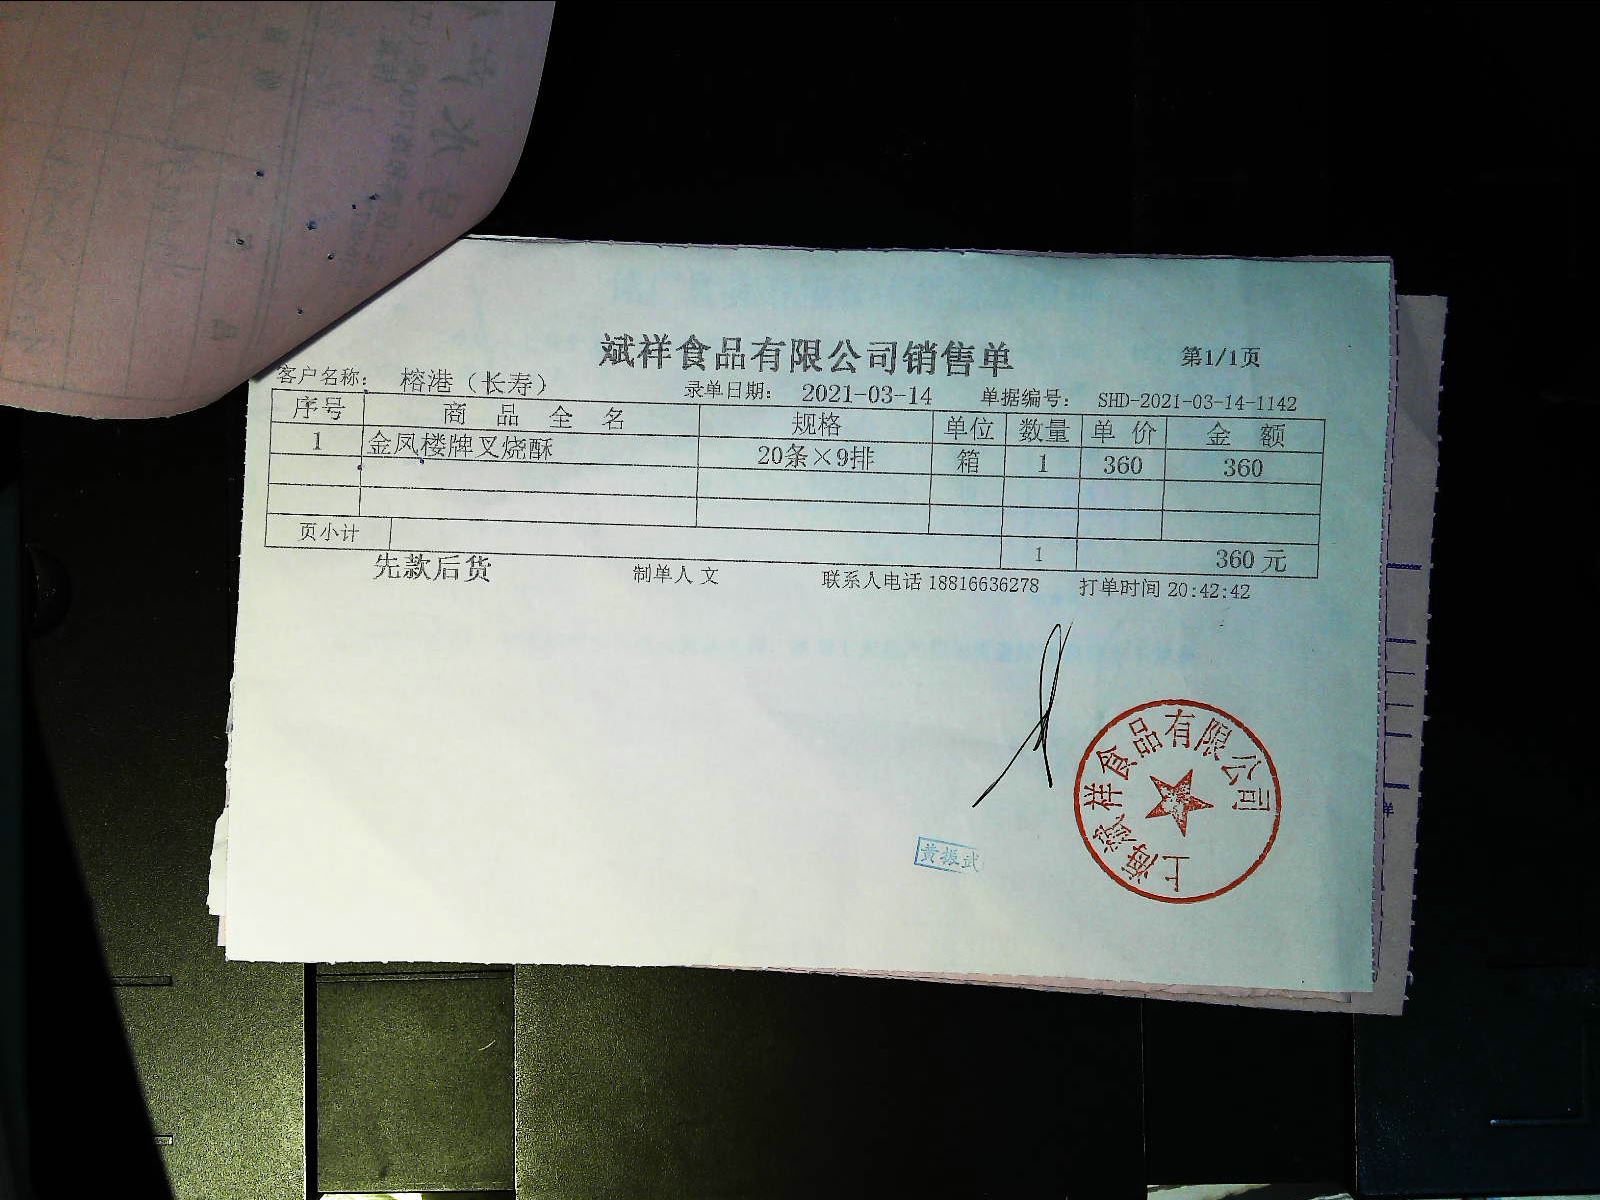 斌祥食品有限公司销售单
第1/1页
客户名称： 榕港（长寿） 录单日期： 2021-03-14 单据编号： SHD-2021-03-14-1142
序号 商品全名 规格 单位 数量 单价 金额
1 金凤楼牌叉烧酥 20条×9排 箱 1 360 360
页小计 1 360 元
先款后货 制单人 文 联系人电话 18816636278 打单时间 20:42:42
上海斌祥食品有限公司
黄振武